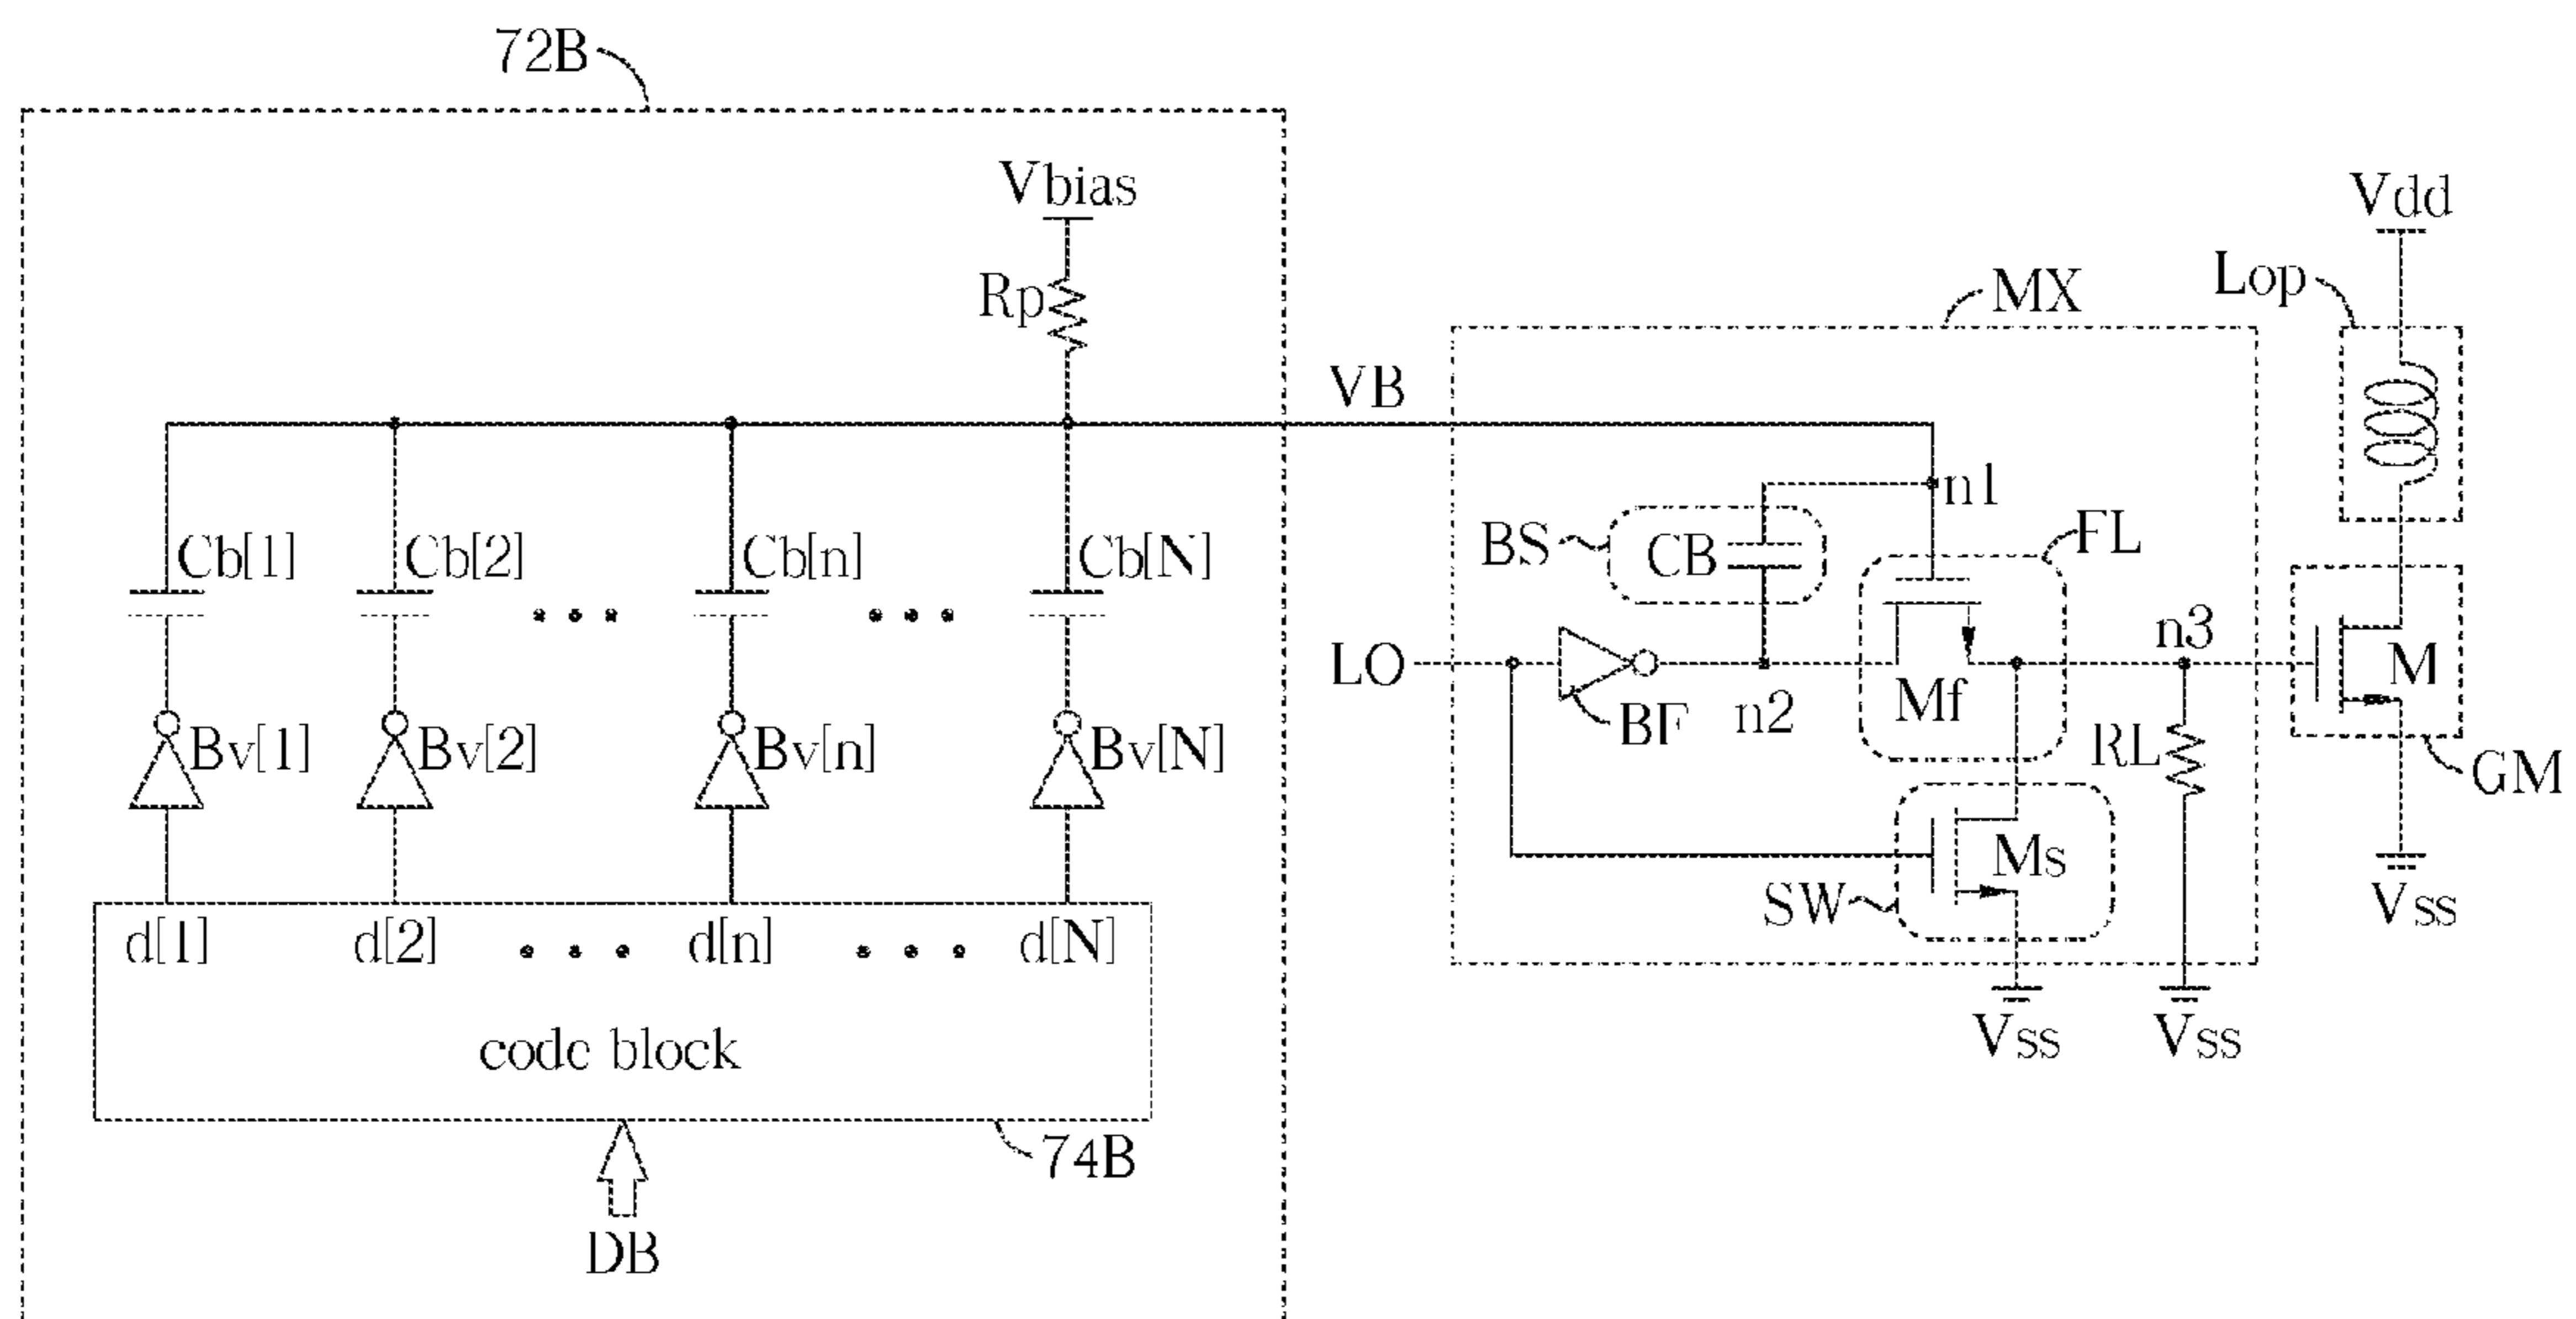 72B
Vbias
Rp
Vdd
Lop
MX
VB
n1
Cb[1] Cb[2] Cb[n] Cb[N]
BS CB FL
n3
LO
M
BF n2 Mf
Bv[1] Bv[2] Bv[n] Bv[N]
RL
GM
Ms
SW
Vss
d[1] d[2] d[n] d[N]
code block
Vss Vss
74B
DB